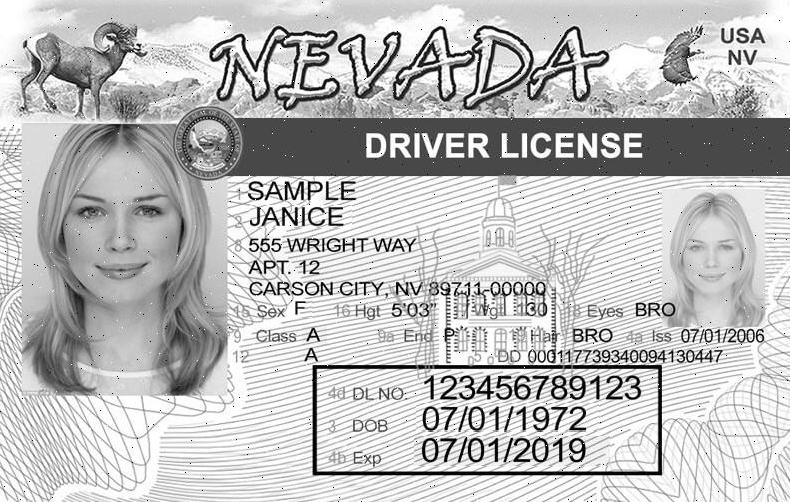 NEVADA
USA
NV
DRIVER LICENSE
SAMPLE
JANICE
8 555 WRIGHT WAY
APT. 12
CARSON CITY, NV 89711-00000
15 Sex F 16 Hgt 5'03" 17 Wgt 130 18 Eyes BRO
9 Class A 9a End P Hair BRO 4a Iss 07/01/2006
12 A 5 DD 000117739340094130447
4d DL NO. 123456789123
3 DOB 07/01/1972
4b Exp 07/01/2019